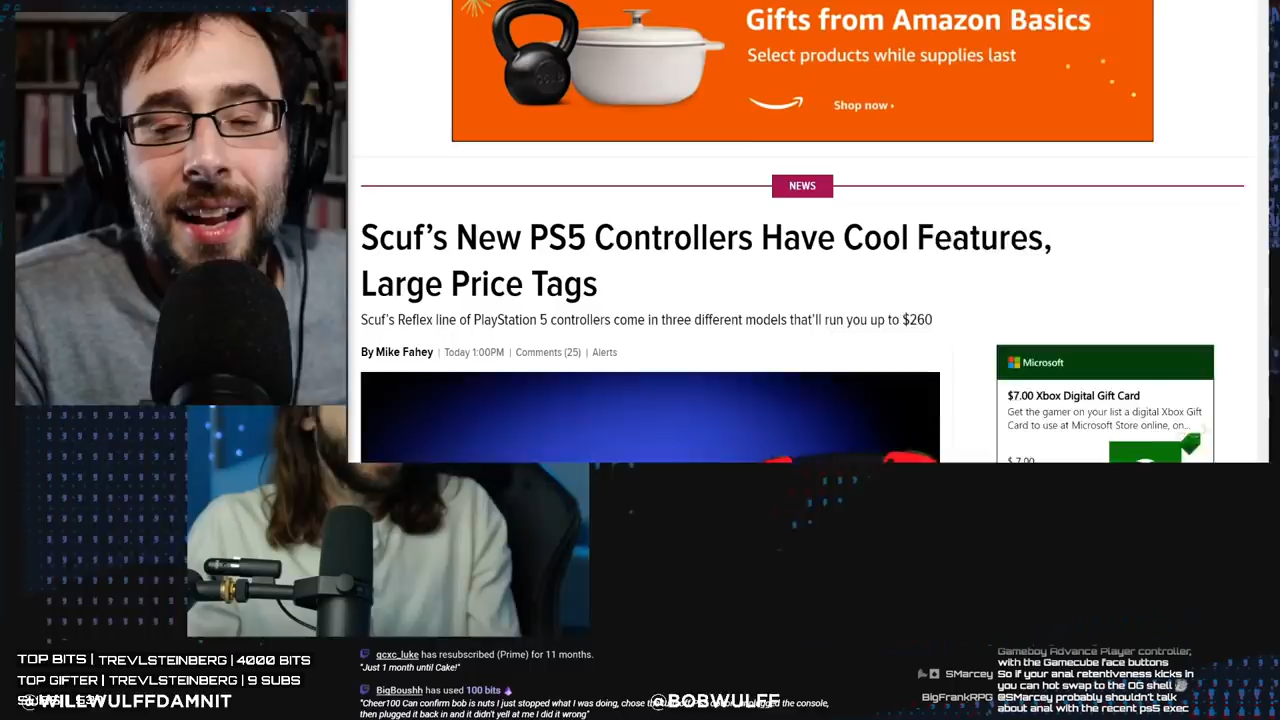 Gifts from Amazon Basics
Select products while supplies last
Shop now ›
NEWS
Scuf's New PS5 Controllers Have Cool Features,
Large Price Tags
Scuf's Reflex line of PlayStation 5 controllers come in three different models that'll run you up to $260
By Mike Fahey | Today 1:00PM | Comments (25) | Alerts
Microsoft
$7.00 Xbox Digital Gift Card
Get the gamer on your list a digital Xbox Gift
Card to use at Microsoft Store online, on...
$ 7.00
TOP BITS | TREVLSTEINBERG | 4000 BITS
TOP GIFTER | TREVLSTEINBERG | 9 SUBS
@WILLWULFFDAMNIT
qcxc_luke has resubscribed (Prime) for 11 months.
"Just 1 month until Cake!"
BigBoushh has used 100 bits
"Cheer100 Can confirm bob is nuts I just stopped what I was doing, chose the
unplugged the console,
then plugged it back in and it didn't yell at me I did it wrong"
@BOBWULFF
Gameboy Advance Player controller,
with the Gamecube face buttons
SMarcey So if your anal retentiveness kicks in
you can hot swap to the OG shell
BigFrankRPG @SMarcey probably shouldn't talk
about anal with the recent ps5 exec